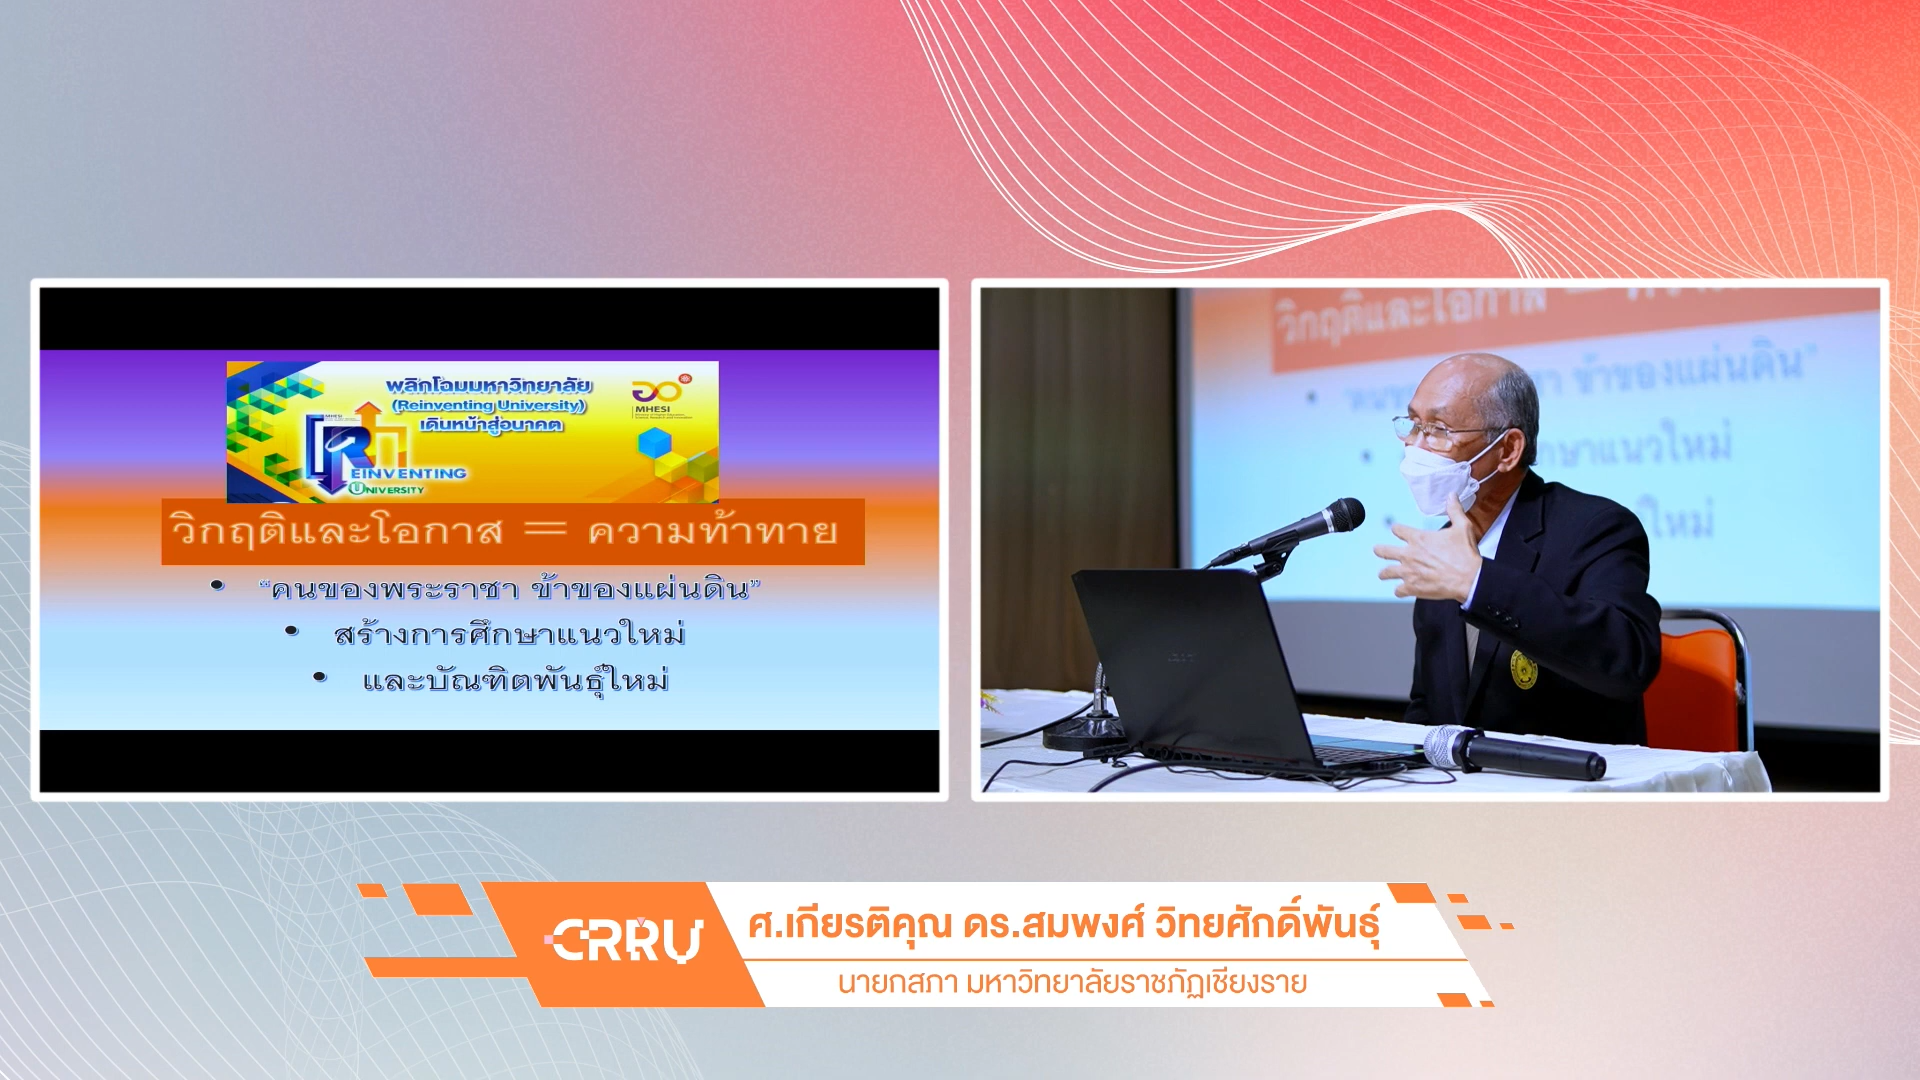 พลิกโฉมมหาวิทยาลัย
(Reinventing University)
เดินหน้าสู่อนาคต
MHESI
REINVENTING
UNIVERSITY
วิกฤติและโอกาส = ความท้าทาย
• “คนของพระราชา ข้าของแผ่นดิน”
• สร้างการศึกษาแนวใหม่
• และบัณฑิตพันธุ์ใหม่
วิกฤติและโอกาส =
ข้าของแผ่นดิน”
ษาแนวใหม่
ใหม่
CRRU
ศ.เกียรติคุณ ดร.สมพงศ์ วิทยศักดิ์พันธุ์
นายกสภา มหาวิทยาลัยราชภัฏเชียงราย